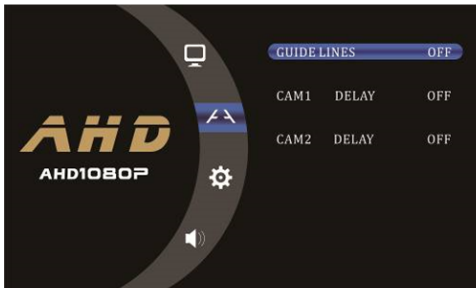 AHD
AHD1080P
GUIDE LINES OFF
CAM1 DELAY OFF
CAM2 DELAY OFF